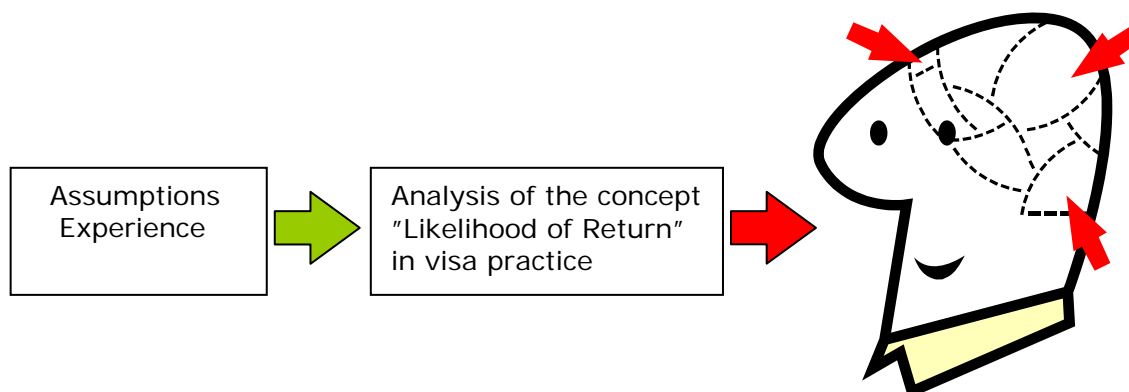 Assumptions
Experience
Analysis of the concept
"Likelihood of Return"
in visa practice